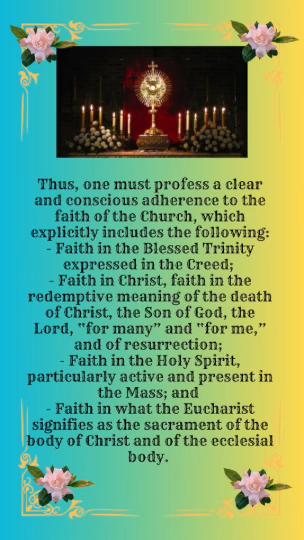 Thus, one must profess a clear
and conscious adherence to the
faith of the Church, which
explicitly includes the following:
- Faith in the Blessed Trinity
expressed in the Creed;
- Faith in Christ, faith in the
redemptive meaning of the death
of Christ, the Son of God, the
Lord, "for many" and "for me,"
and of resurrection;
- Faith in the Holy Spirit,
particularly active and present in
the Mass; and
- Faith in what the Eucharist
signifies as the sacrament of the
body of Christ and of the ecclesial
body.